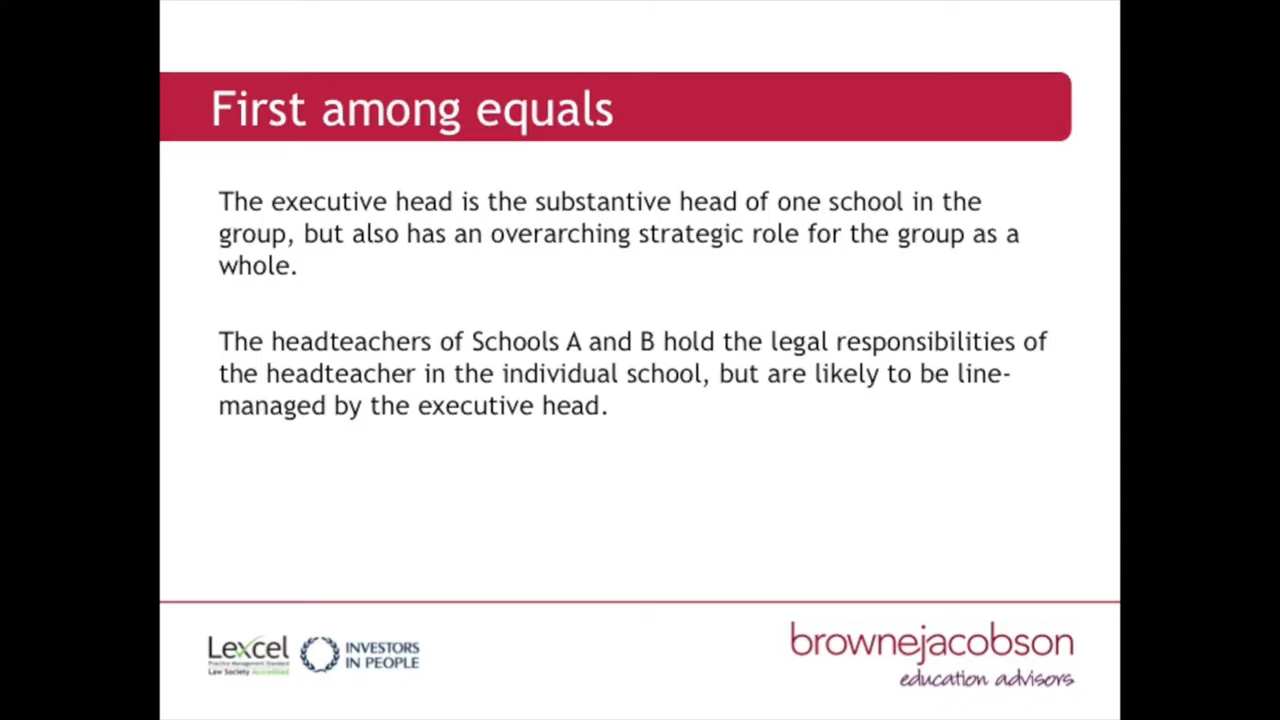 First among equals
The executive head is the substantive head of one school in the
group, but also has an overarching strategic role for the group as a
whole.
The headteachers of Schools A and B hold the legal responsibilities of
the headteacher in the individual school, but are likely to be line-
managed by the executive head.
Lexcel
Practice Management Standard
Law Society Accredited
INVESTORS
IN PEOPLE
brownejacobson
education advisors